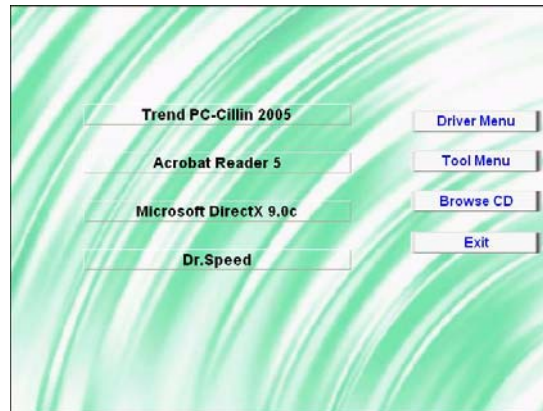 Trend PC-Cillin 2005
Acrobat Reader 5
Microsoft DirectX 9.0c
Dr.Speed
Driver Menu
Tool Menu
Browse CD
Exit